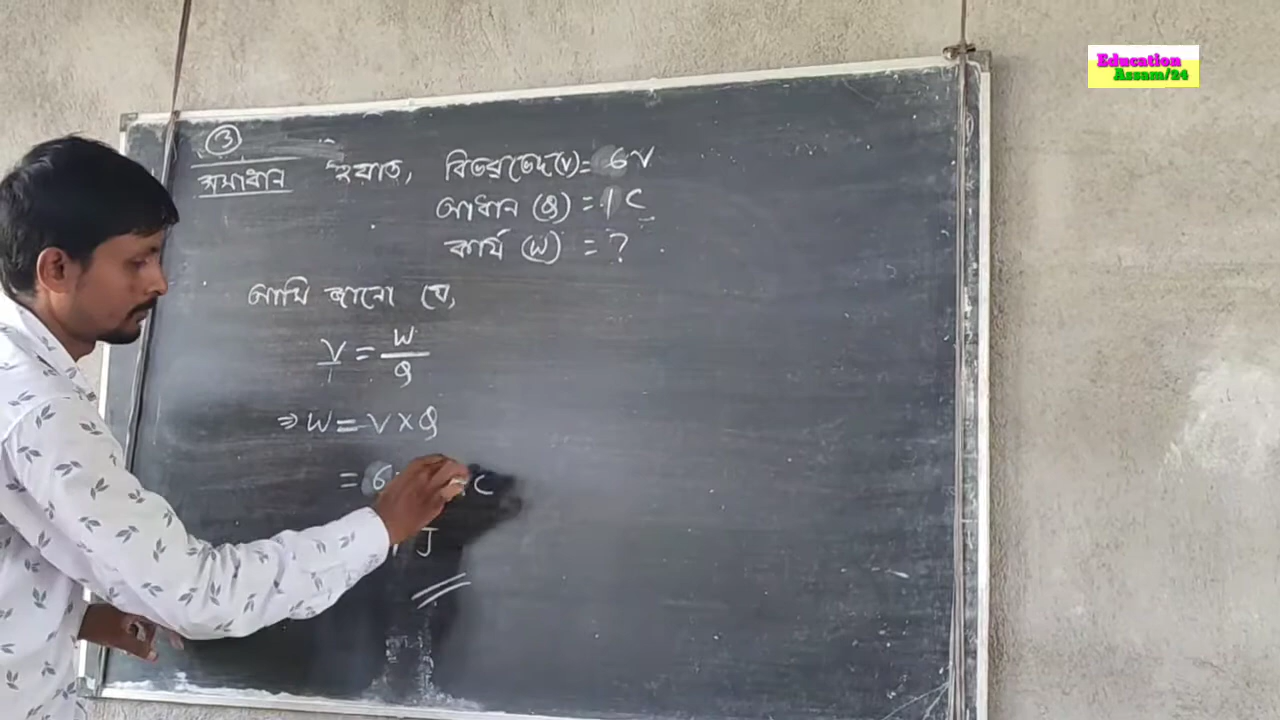 ③
সমাধান ইয়াত, বিভৱভেদ (V) = 6V
আধান (Q) = 1 C
কাৰ্য (W) = ?
আমি জানো যে,
V = W/Q
⇒ W = V × Q
= 6 C
J
Education
Assam/24